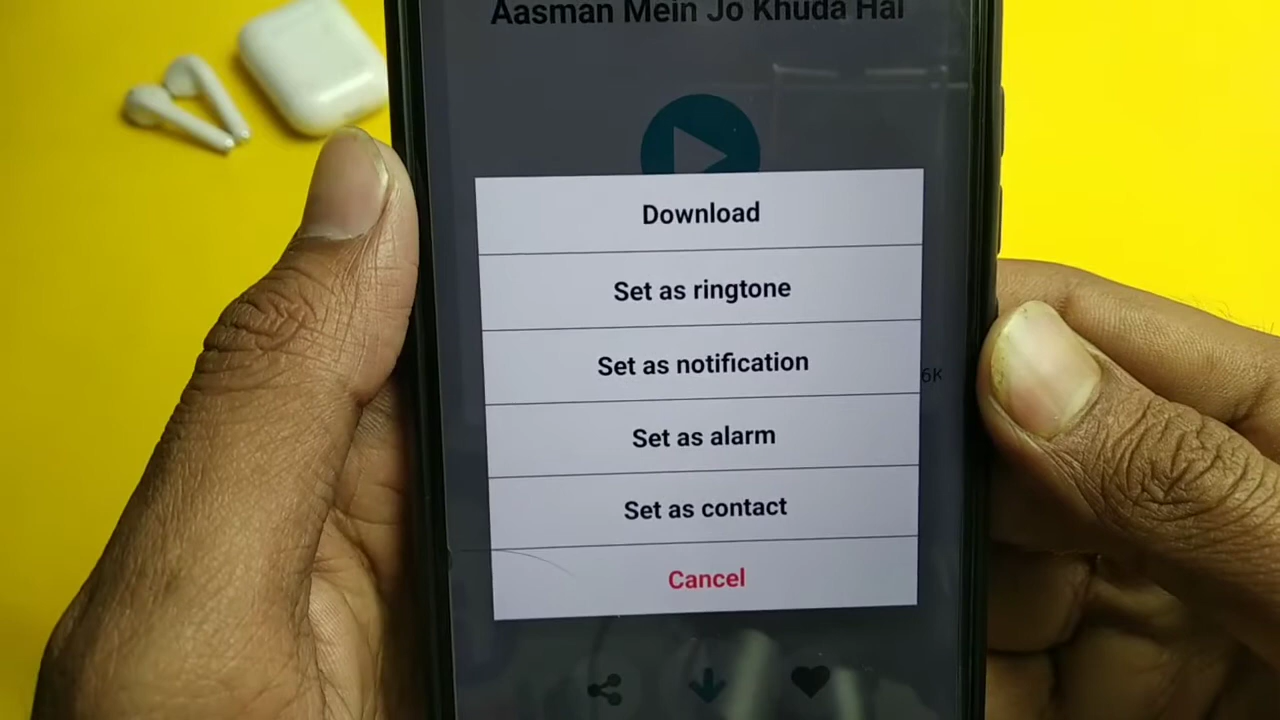 Aasman Mein Jo Khuda Hai
Download
Set as ringtone
Set as notification
6K
Set as alarm
Set as contact
Cancel